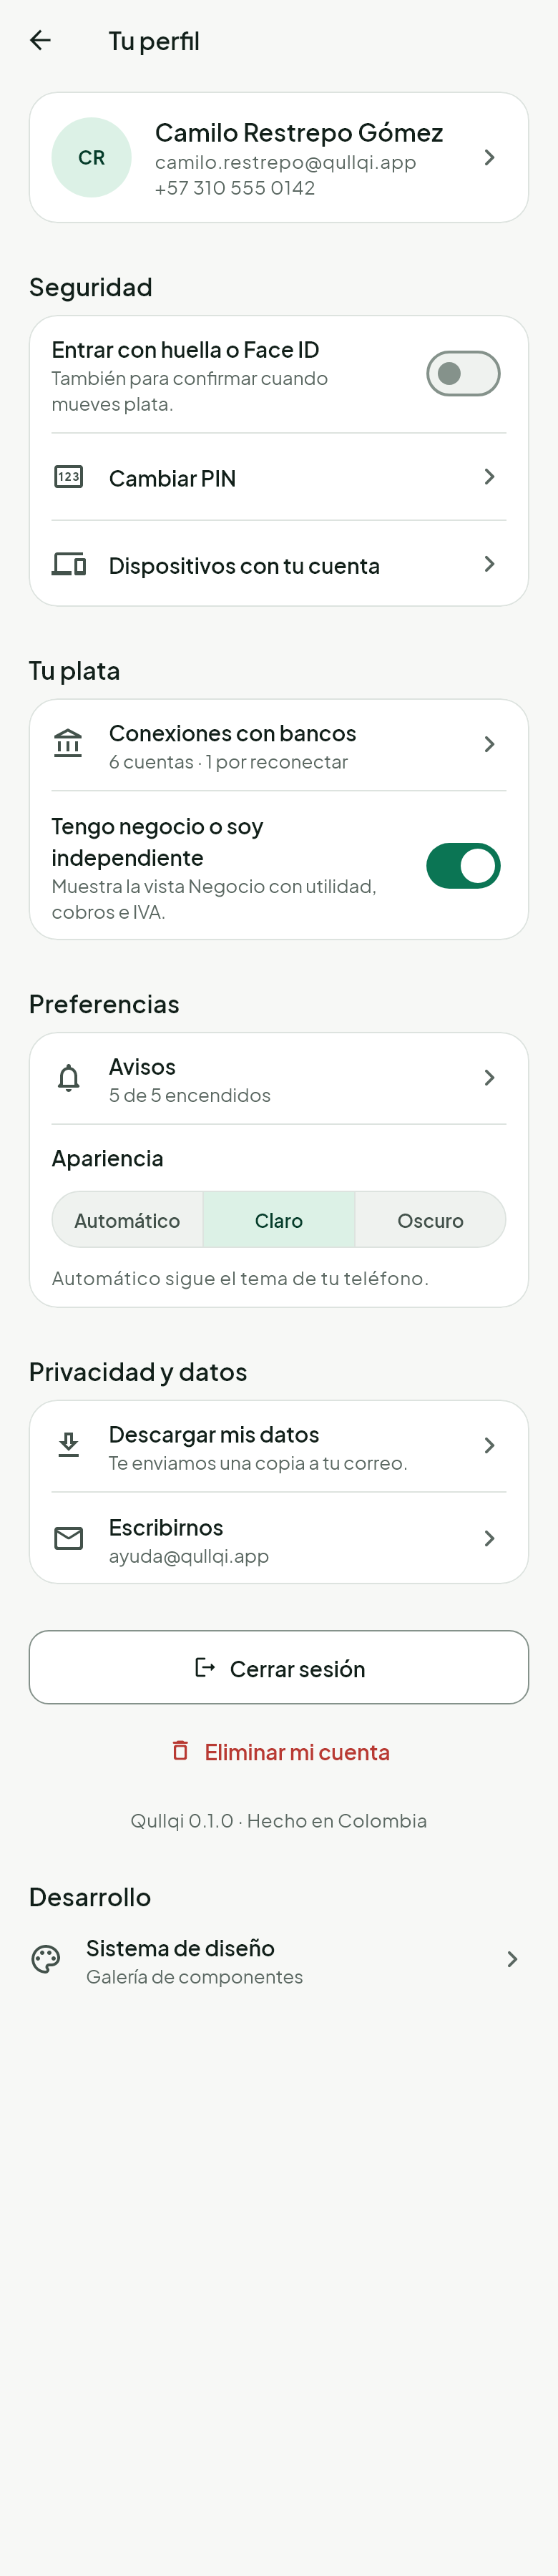 Tu perfil
CR
Camilo Restrepo Gómez
camilo.restrepo@qullqi.app
+57 310 555 0142
Seguridad
Entrar con huella o Face ID
También para confirmar cuando
mueves plata.
123
Cambiar PIN
Dispositivos con tu cuenta
Tu plata
Conexiones con bancos
6 cuentas · 1 por reconectar
Tengo negocio o soy
independiente
Muestra la vista Negocio con utilidad,
cobros e IVA.
Preferencias
Avisos
5 de 5 encendidos
Apariencia
Automático
Claro
Oscuro
Automático sigue el tema de tu teléfono.
Privacidad y datos
Descargar mis datos
Te enviamos una copia a tu correo.
Escribirnos
ayuda@qullqi.app
Cerrar sesión
Eliminar mi cuenta
Qullqi 0.1.0 · Hecho en Colombia
Desarrollo
Sistema de diseño
Galería de componentes